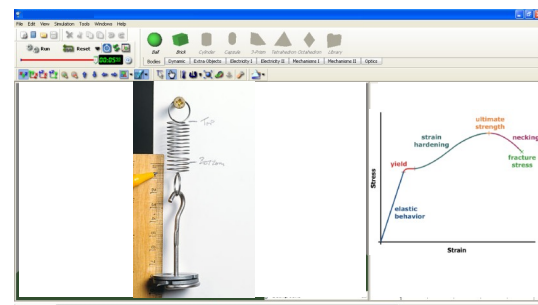 File Edit View Simulation Tools Windows Help
Run
Reset
Ball Brick Cylinder Capsule Tetrahedron Octahedron Library
Bodies Dynamic Extra-Objects Electricity I Electricity II Mechanisms I Mechanisms II Optics
Top
Bottom
ultimate
strength
strain
hardening
necking
yield
fracture
stress
elastic
behavior
Stress
Strain